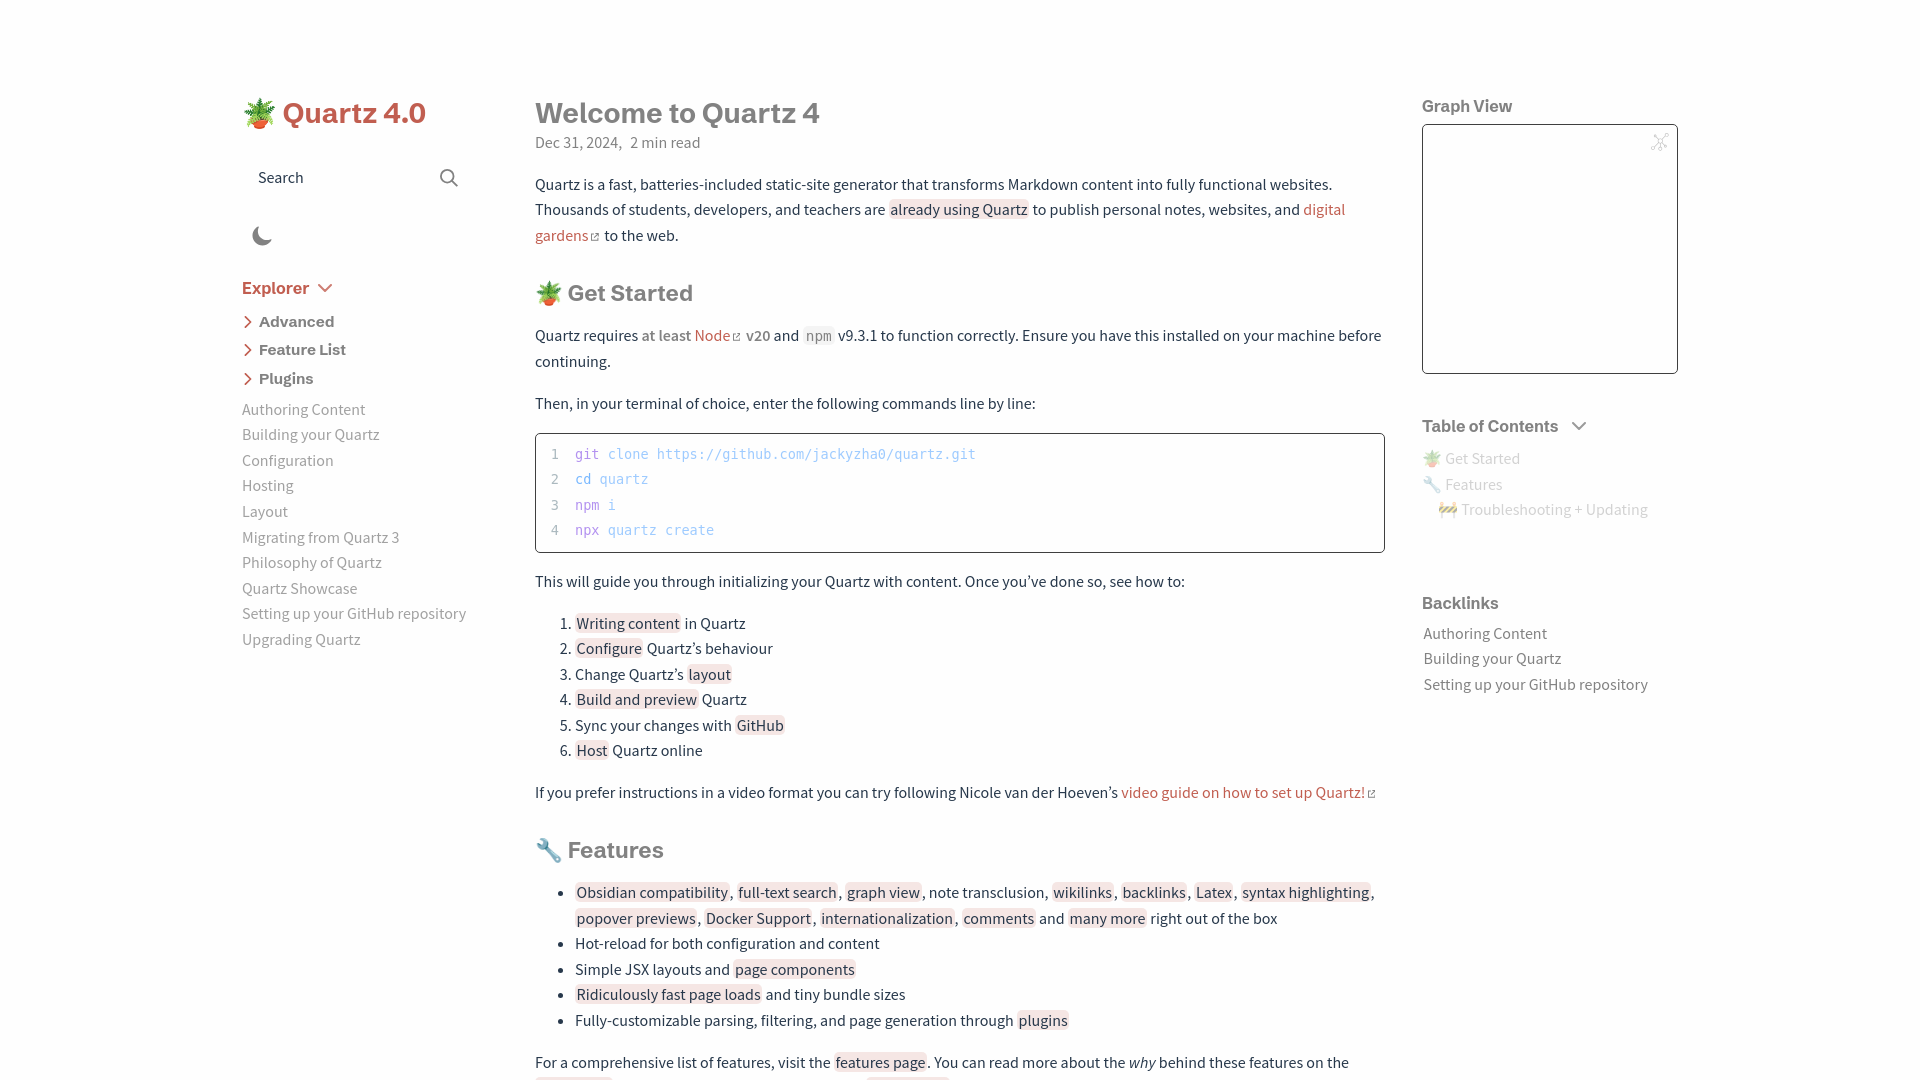 Quartz 4.0
Search
Explorer
Advanced
Feature List
Plugins
Authoring Content
Building your Quartz
Configuration
Hosting
Layout
Migrating from Quartz 3
Philosophy of Quartz
Quartz Showcase
Setting up your GitHub repository
Upgrading Quartz
Welcome to Quartz 4
Dec 31, 2024, 2 min read
Quartz is a fast, batteries-included static-site generator that transforms Markdown content into fully functional websites.
Thousands of students, developers, and teachers are already using Quartz to publish personal notes, websites, and digital
gardens to the web.
🪴 Get Started
Quartz requires at least Node v20 and npm v9.3.1 to function correctly. Ensure you have this installed on your machine before
continuing.
Then, in your terminal of choice, enter the following commands line by line:
1 git clone https://github.com/jackyzha0/quartz.git
2 cd quartz
3 npm i
4 npx quartz create
This will guide you through initializing your Quartz with content. Once you’ve done so, see how to:
1. Writing content in Quartz
2. Configure Quartz’s behaviour
3. Change Quartz’s layout
4. Build and preview Quartz
5. Sync your changes with GitHub
6. Host Quartz online
If you prefer instructions in a video format you can try following Nicole van der Hoeven’s video guide on how to set up Quartz!
🔧 Features
• Obsidian compatibility, full-text search, graph view, note transclusion, wikilinks, backlinks, Latex, syntax highlighting,
popover previews, Docker Support, internationalization, comments and many more right out of the box
• Hot-reload for both configuration and content
• Simple JSX layouts and page components
• Ridiculously fast page loads and tiny bundle sizes
• Fully-customizable parsing, filtering, and page generation through plugins
For a comprehensive list of features, visit the features page. You can read more about the why behind these features on the
Graph View
Table of Contents
🪴 Get Started
🔧 Features
🚧 Troubleshooting + Updating
Backlinks
Authoring Content
Building your Quartz
Setting up your GitHub repository